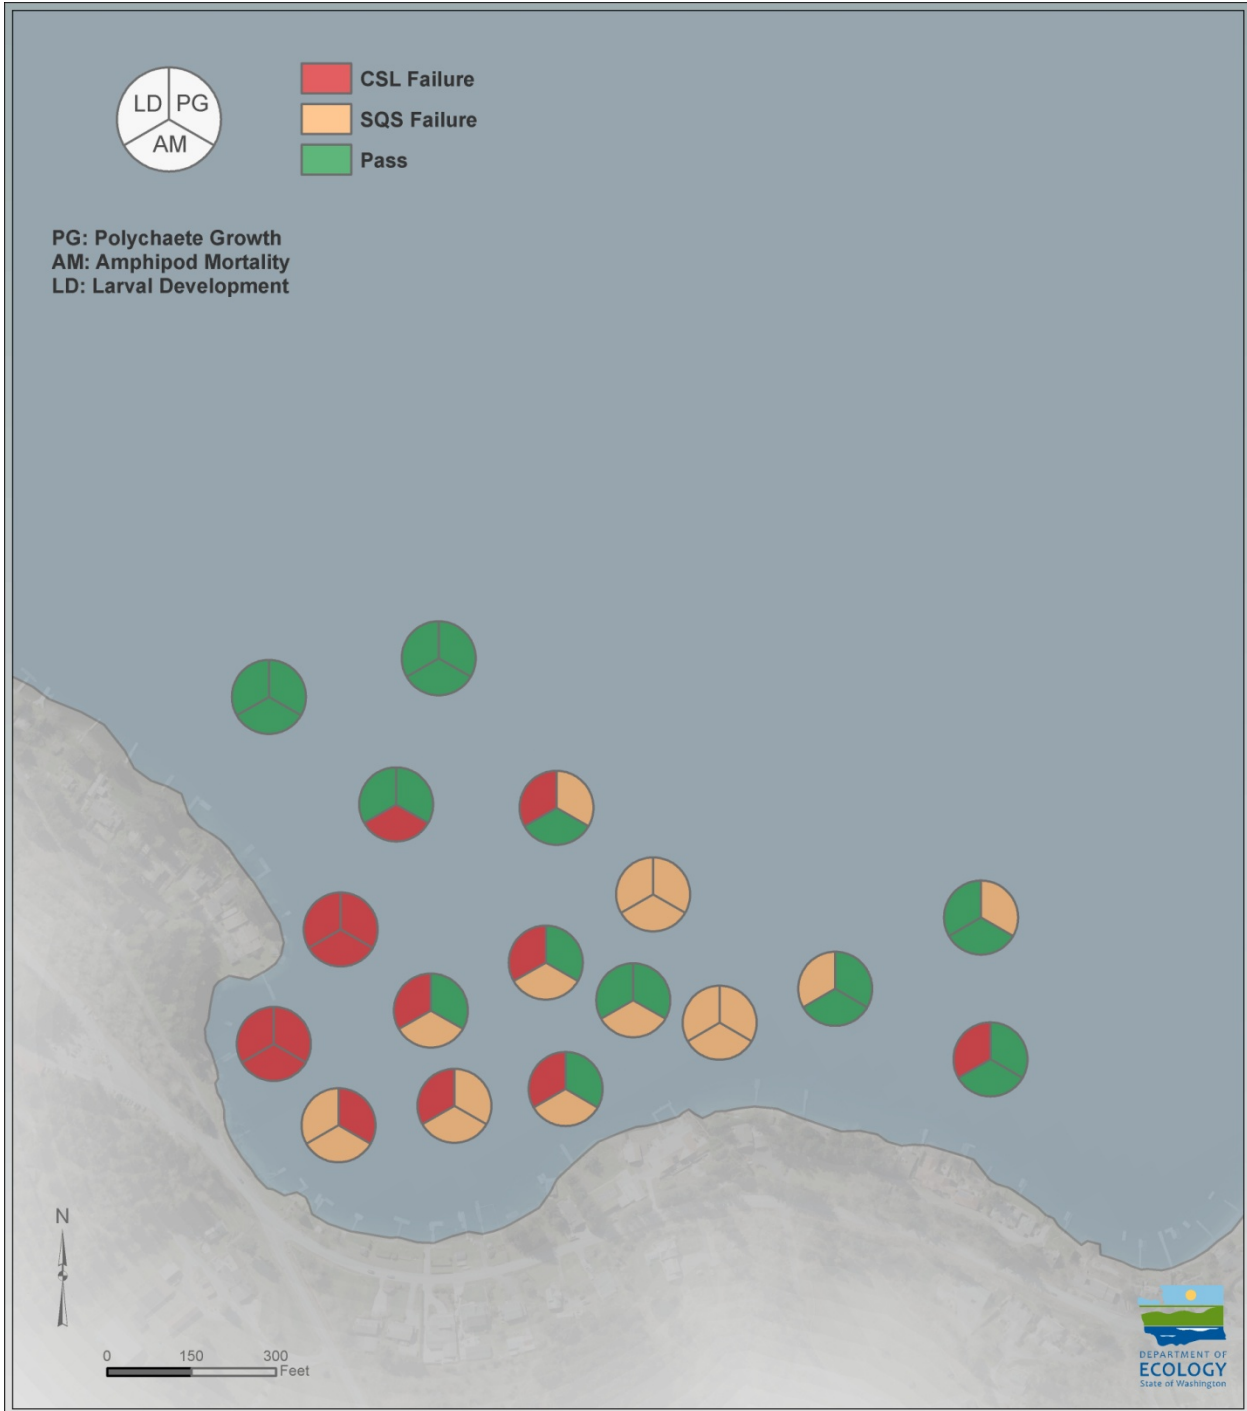 LD PG
AM
CSL Failure
SQS Failure
Pass
PG: Polychaete Growth
AM: Amphipod Mortality
LD: Larval Development
N
0 150 300
Feet
DEPARTMENT OF
ECOLOGY
State of Washington